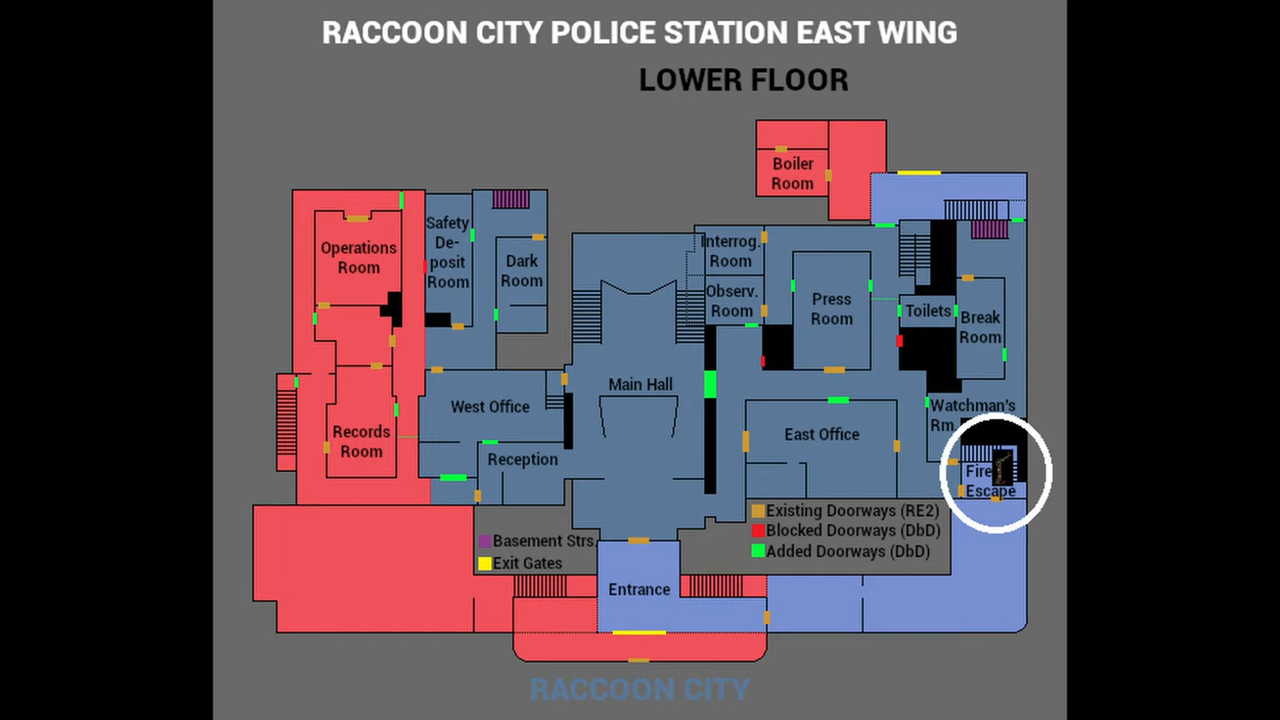 RACCOON CITY POLICE STATION EAST WING
LOWER FLOOR
Boiler
Room
Operations
Room
Safety
De-
posit
Room
Dark
Room
Interrog.
Room
Observ.
Room
Press
Room
Toilets
Break
Room
Main Hall
West Office
Records
Room
Reception
East Office
Watchman's
Rm.
Fire
Escape
Existing Doorways (RE2)
Blocked Doorways (DbD)
Added Doorways (DbD)
Basement Strs.
Exit Gates
Entrance
RACCOON CITY